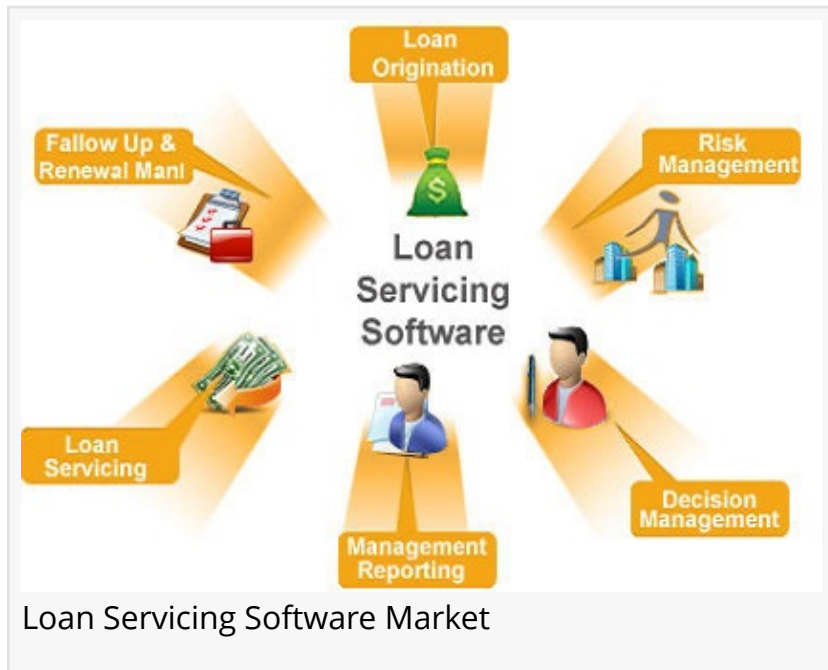 Loan
Origination
Fallow Up &
Renewal Manl
Risk
Management
$
Loan
Servicing
Software
Loan
Servicing
Decision
Management
Management
Reporting
Loan Servicing Software Market